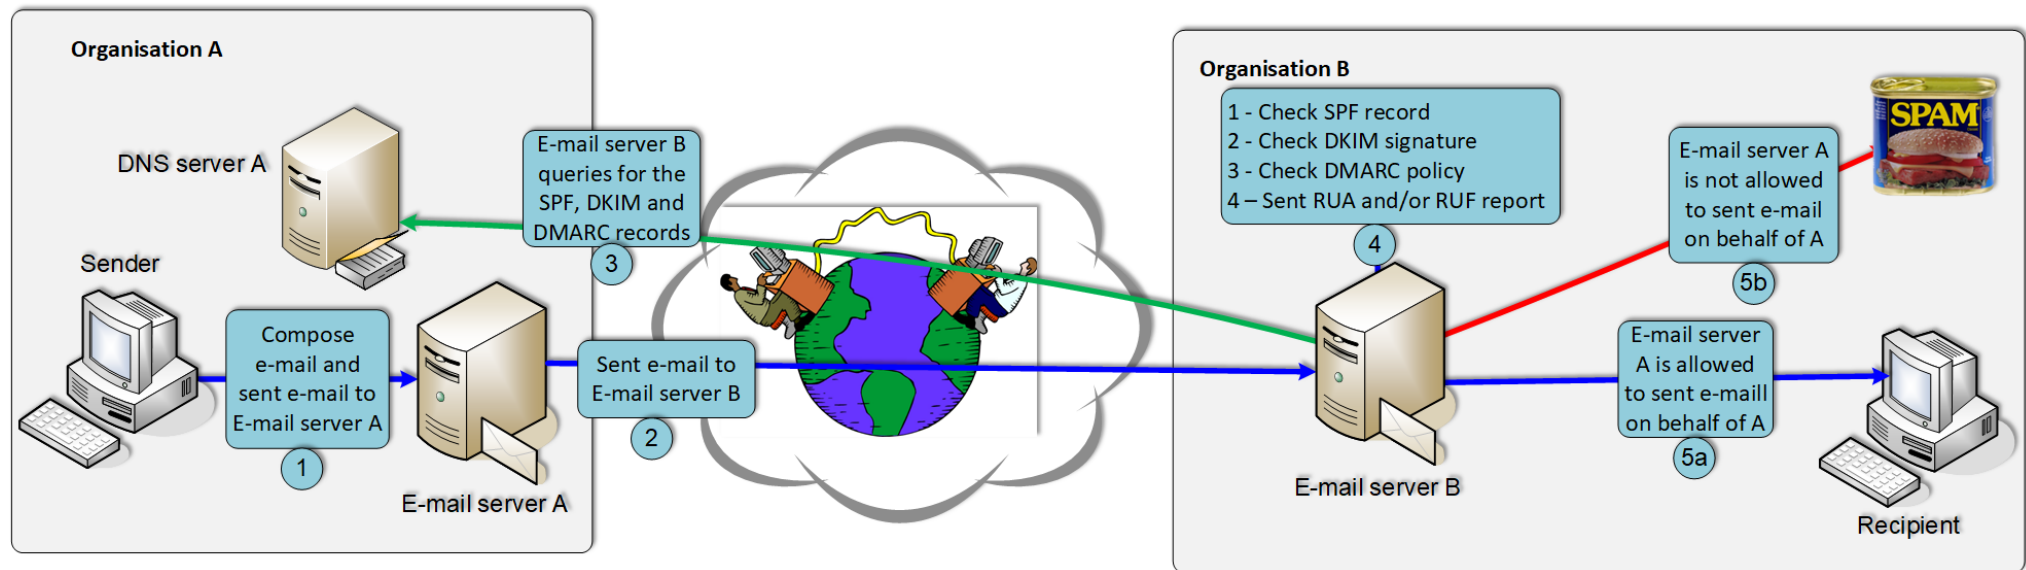 Organisation A
DNS server A
Sender
Compose
e-mail and
sent e-mail to
E-mail server A
1
E-mail server A
E-mail server B
queries for the
SPF, DKIM and
DMARC records
3
Sent e-mail to
E-mail server B
2
Organisation B
1 - Check SPF record
2 - Check DKIM signature
3 - Check DMARC policy
4 – Sent RUA and/or RUF report
4
E-mail server B
E-mail server A
is not allowed
to sent e-mail
on behalf of A
5b
SPAM
E-mail server
A is allowed
to sent e-maill
on behalf of A
5a
Recipient